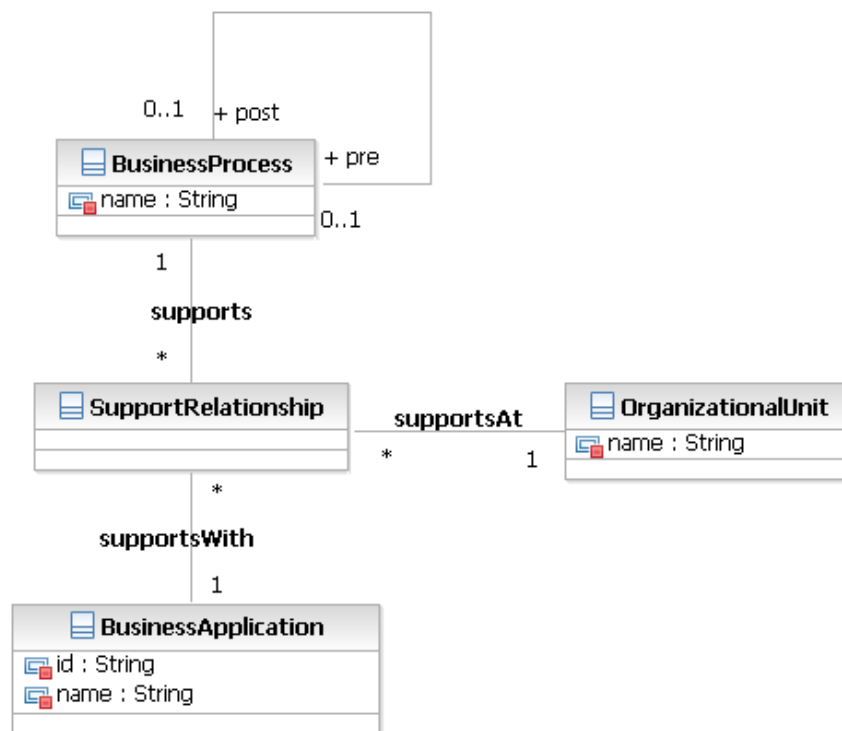 0..1
+ post
BusinessProcess
+ pre
name : String
0..1
1
supports
*
SupportRelationship
OrganizationalUnit
supportsAt
name : String
*
1
*
supportsWith
1
BusinessApplication
id : String
name : String